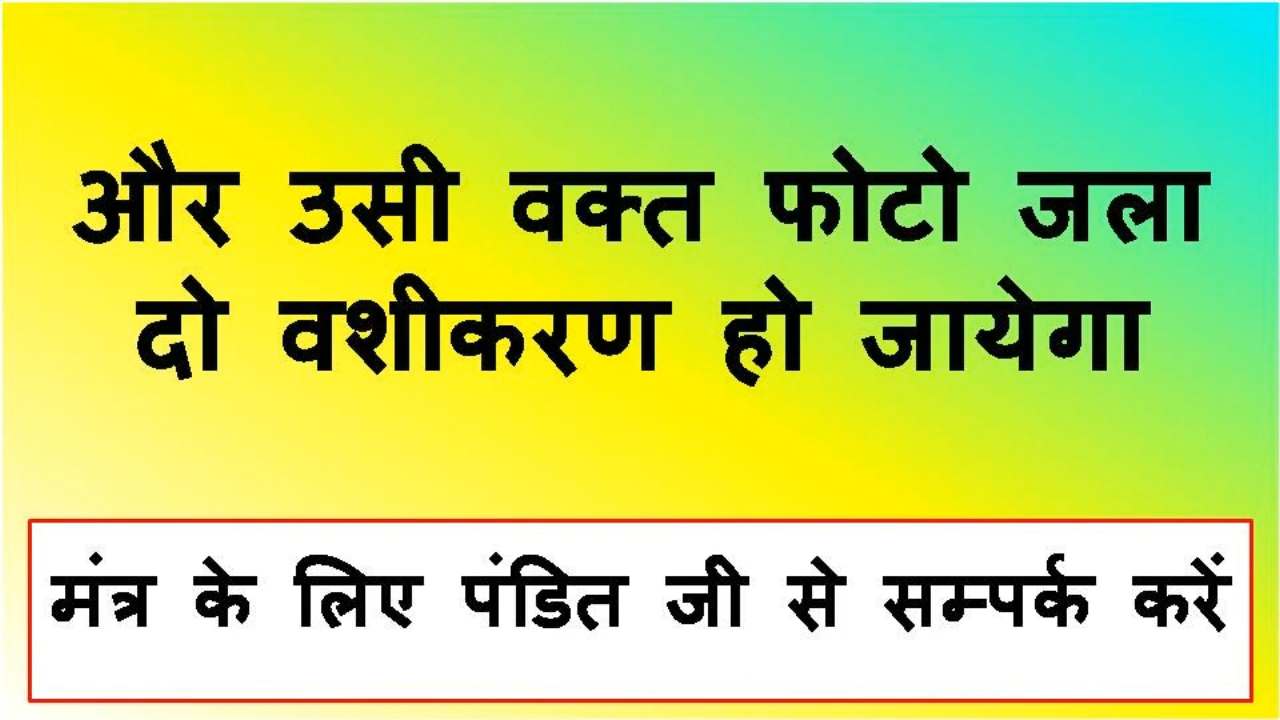 और उसी वक्त फोटो जला
दो वशीकरण हो जायेगा
मंत्र के लिए पंडित जी से सम्पर्क करें